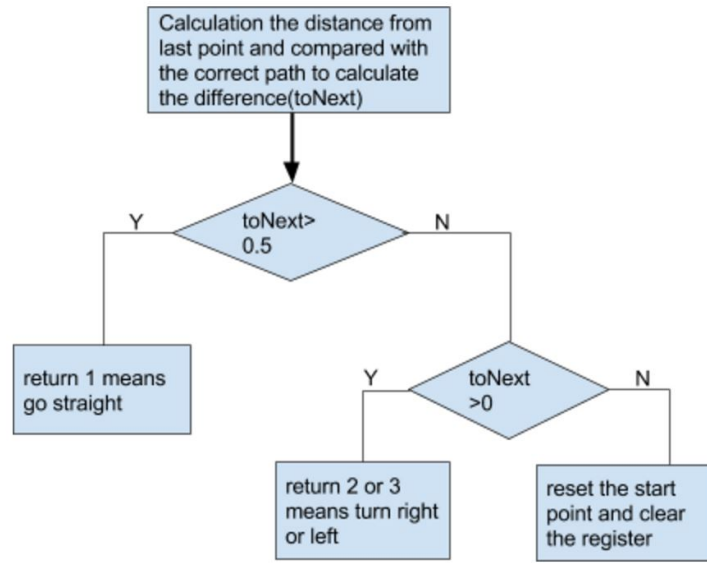 Calculation the distance from
last point and compared with
the correct path to calculate
the difference(toNext)
Y
toNext>
0.5
N
return 1 means
go straight
Y
toNext
>0
N
return 2 or 3
means turn right
or left
reset the start
point and clear
the register